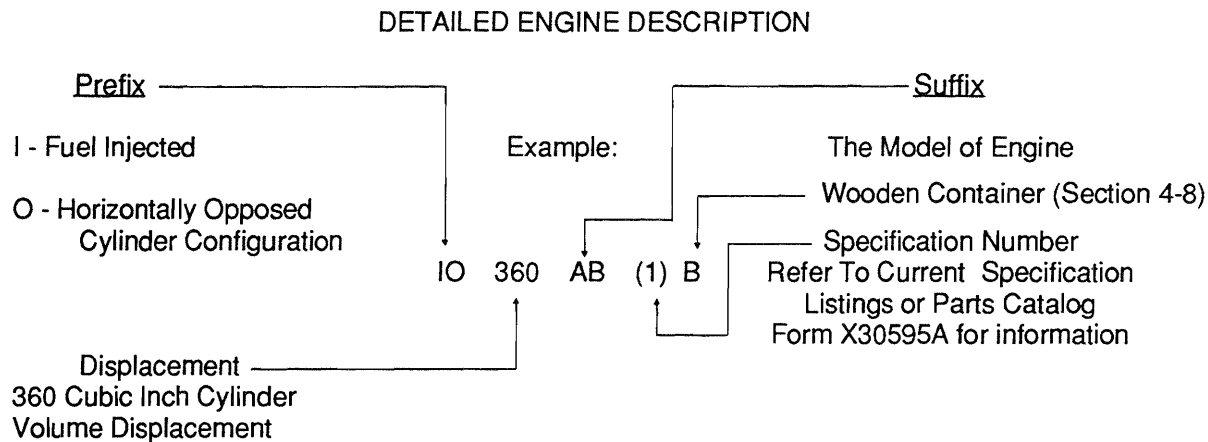 DETAILED ENGINE DESCRIPTION
Prefix
Suffix
I - Fuel Injected
Example:
The Model of Engine
O - Horizontally Opposed
Cylinder Configuration
Wooden Container (Section 4-8)
Specification Number
Refer To Current Specification
Listings or Parts Catalog
Form X30595A for information
IO 360 AB (1) B
Displacement
360 Cubic Inch Cylinder
Volume Displacement